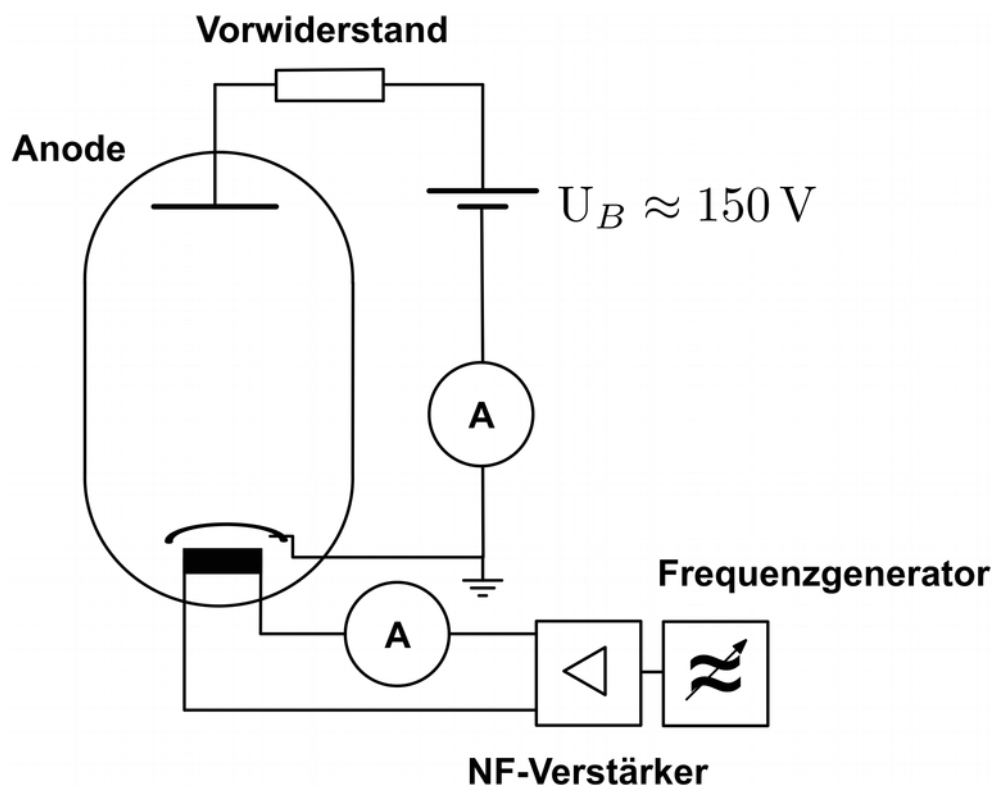 Vorwiderstand
Anode
U_B ≈ 150 V
A
Frequenzgenerator
A
NF-Verstärker